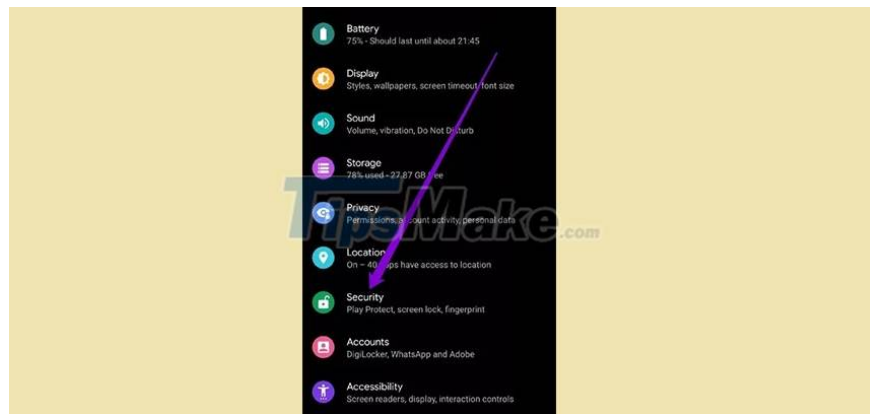 Battery
75% - Should last until about 21:45
Display
Styles, wallpapers, screen timeout, font size
Sound
Volume, vibration, Do Not Disturb
Storage
78% used - 27.87 GB free
Privacy
Permissions, account activity, personal data
TipsMake.com
Location
On – 40 apps have access to location
Security
Play Protect, screen lock, fingerprint
Accounts
DigiLocker, WhatsApp and Adobe
Accessibility
Screen readers, display, interaction controls